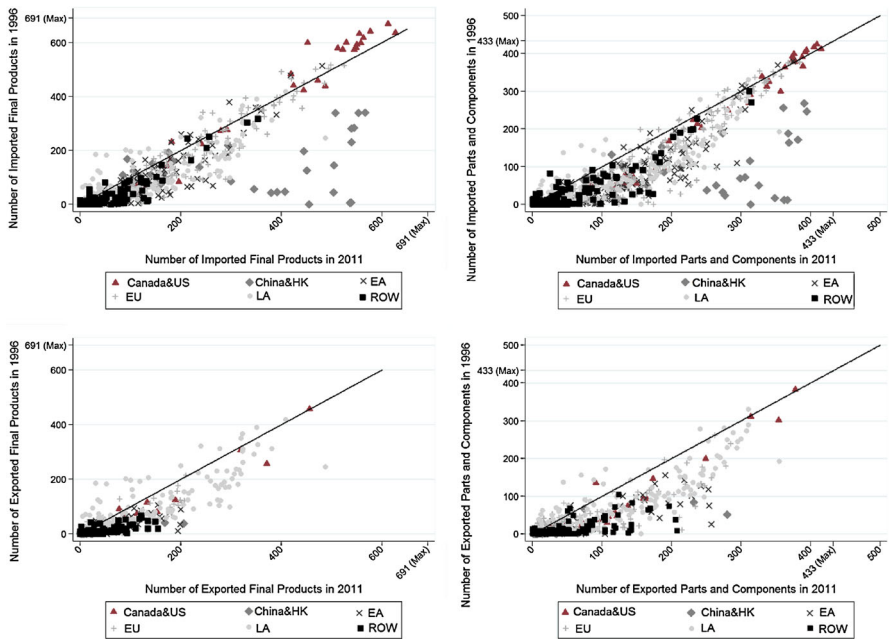 Number of Imported Final Products in 1996
691 (Max)
600
400
200
0
0
200
400
600
691 (Max)
Number of Imported Final Products in 2011
Canada&US
China&HK
EA
EU
LA
ROW
Number of Imported Parts and Components in 1996
500
433 (Max)
400
300
200
100
0
0
100
200
300
400
433 (Max)
500
Number of Imported Parts and Components in 2011
Canada&US
China&HK
EA
EU
LA
ROW
Number of Exported Final Products in 1996
691 (Max)
600
400
200
0
0
200
400
600
691 (Max)
Number of Exported Final Products in 2011
Canada&US
China&HK
EA
EU
LA
ROW
Number of Exported Parts and Components in 1996
500
433 (Max)
400
300
200
100
0
0
100
200
300
400
433 (Max)
500
Number of Exported Parts and Components in 2011
Canada&US
China&HK
EA
EU
LA
ROW